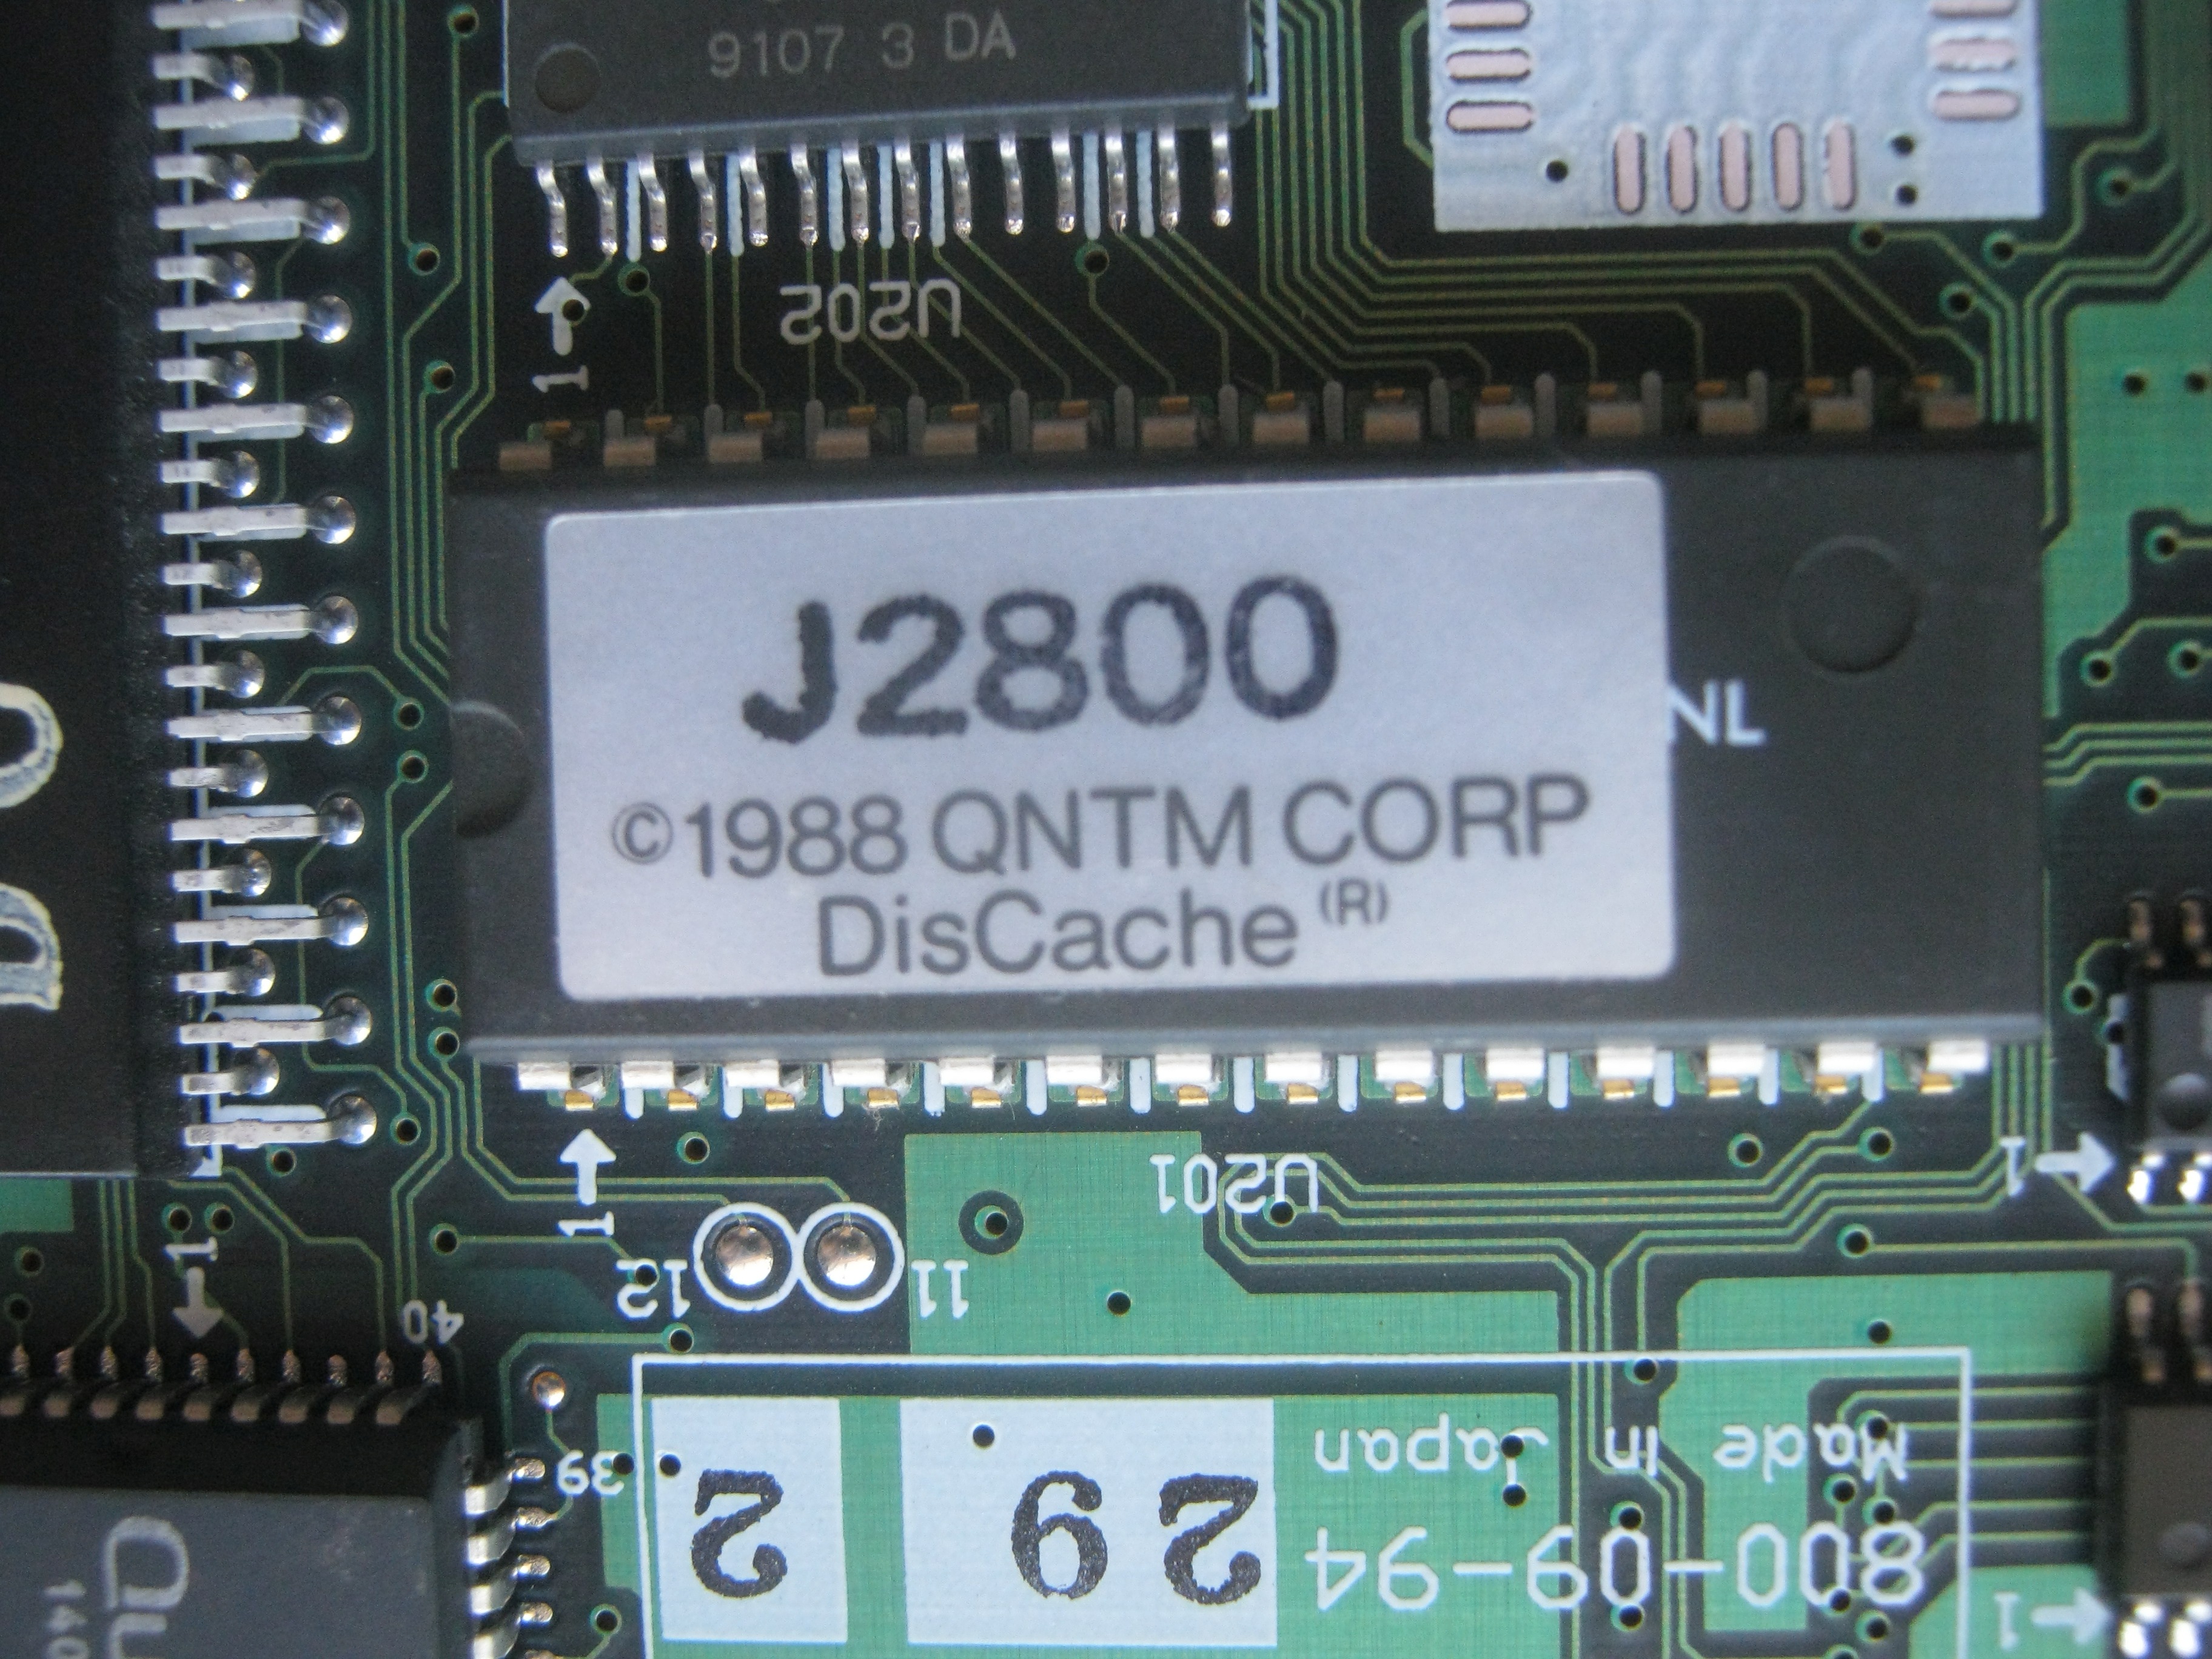 9107 3 DA
U202
1
J2800
©1988 QNTM CORP
DisCache (R)
NL
U201
1
1
12
11
1
40
39
Made in Japan
800-09-94
29
2
1